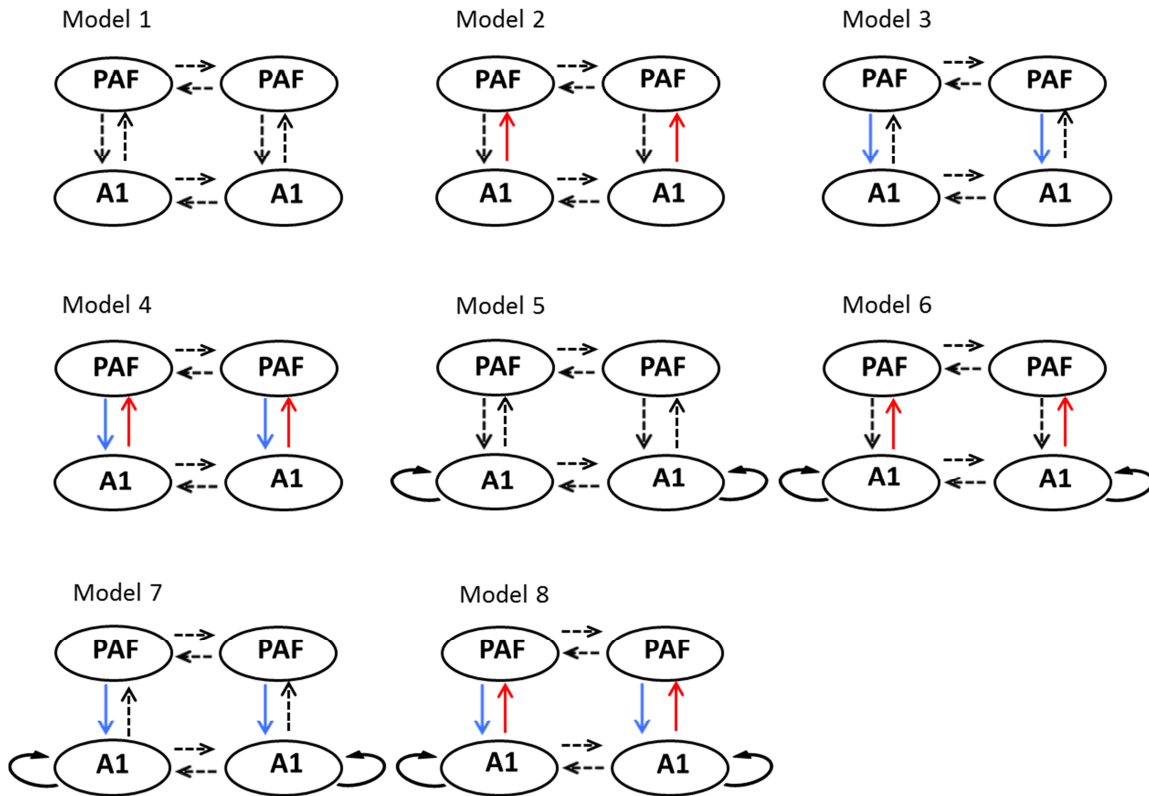 Model 1 Model 2 Model 3
PAF PAF PAF PAF PAF PAF
A1 A1 A1 A1 A1 A1
Model 4 Model 5 Model 6
PAF PAF PAF PAF PAF PAF
A1 A1 A1 A1 A1 A1
Model 7 Model 8
PAF PAF PAF PAF
A1 A1 A1 A1